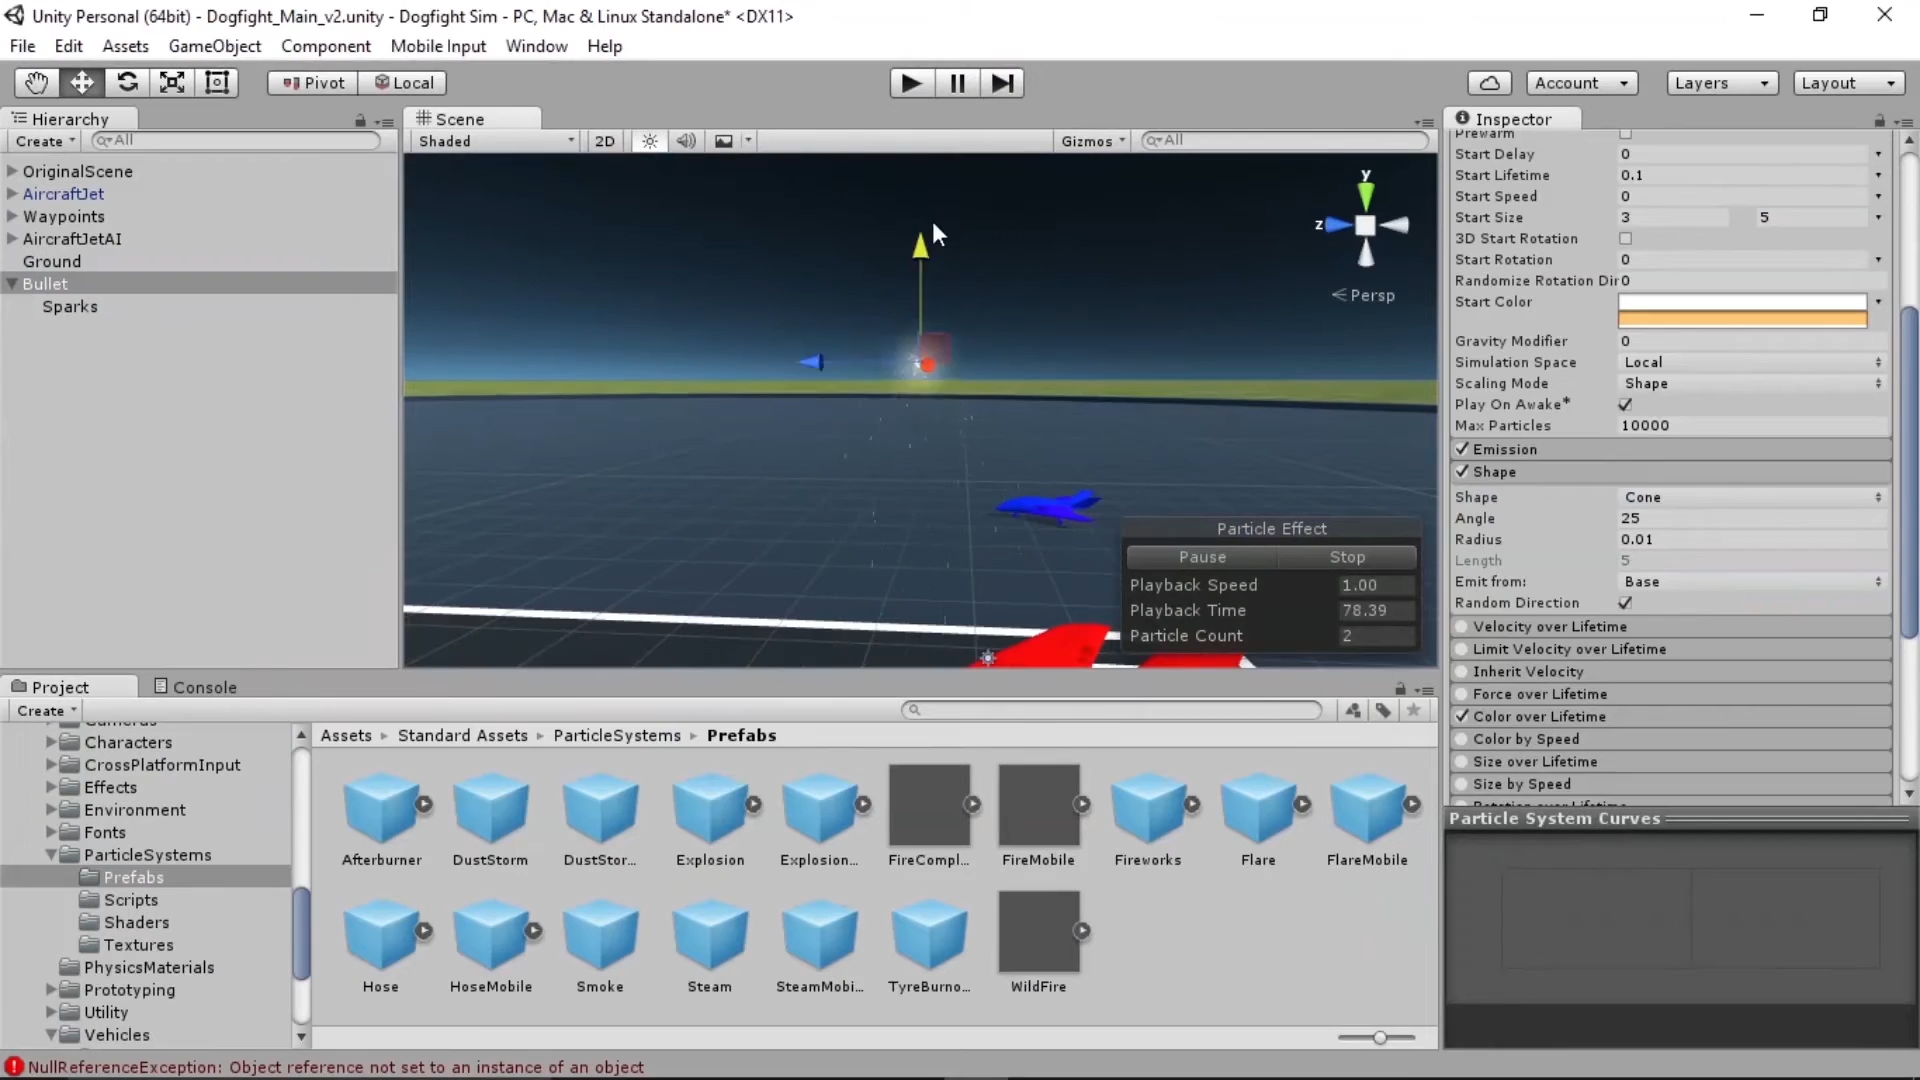 Unity Personal (64bit) - Dogfight_Main_v2.unity - Dogfight Sim - PC, Mac & Linux Standalone* <DX11>
File Edit Assets GameObject Component Mobile Input Window Help
Pivot Local Account Layers Layout
Hierarchy
Create All
OriginalScene
AircraftJet
Waypoints
AircraftJetAI
Ground
Bullet
Sparks
Scene
Shaded 2D Gizmos All
y
z
Persp
Particle Effect
Pause Stop
Playback Speed 1.00
Playback Time 78.39
Particle Count 2
Inspector
Prewarm
Start Delay 0
Start Lifetime 0.1
Start Speed 0
Start Size 3 5
3D Start Rotation
Start Rotation 0
Randomize Rotation Dir 0
Start Color
Gravity Modifier 0
Simulation Space Local
Scaling Mode Shape
Play On Awake*
Max Particles 10000
Emission
Shape
Shape Cone
Angle 25
Radius 0.01
Length 5
Emit from: Base
Random Direction
Velocity over Lifetime
Limit Velocity over Lifetime
Inherit Velocity
Force over Lifetime
Color over Lifetime
Color by Speed
Size over Lifetime
Size by Speed
Rotation over Lifetime
Particle System Curves
Project Console
Create
Cameras
Characters
CrossPlatformInput
Effects
Environment
Fonts
ParticleSystems
Prefabs
Scripts
Shaders
Textures
PhysicsMaterials
Prototyping
Utility
Vehicles
Assets Standard Assets ParticleSystems Prefabs
Afterburner DustStorm DustStor... Explosion Explosion... FireCompl... FireMobile Fireworks Flare FlareMobile
Hose HoseMobile Smoke Steam SteamMobi... TyreBurno... WildFire
NullReferenceException: Object reference not set to an instance of an object